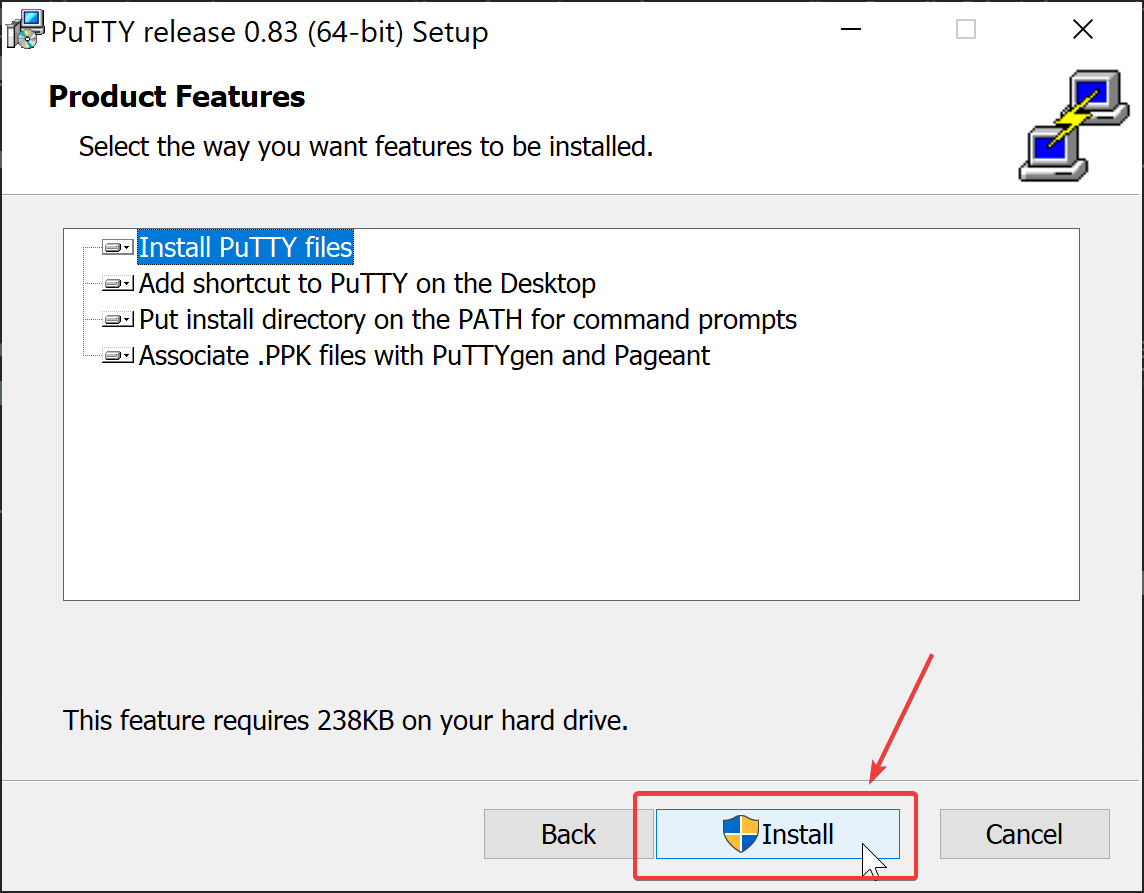 PuTTY release 0.83 (64-bit) Setup
Product Features
Select the way you want features to be installed.
Install PuTTY files
Add shortcut to PuTTY on the Desktop
Put install directory on the PATH for command prompts
Associate .PPK files with PuTTYgen and Pageant
This feature requires 238KB on your hard drive.
Back
Install
Cancel